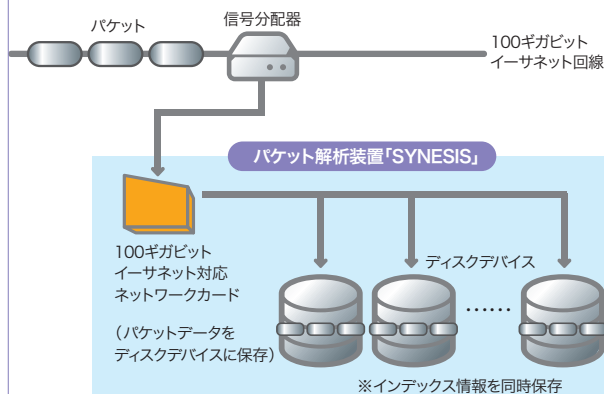 パケット
信号分配器
100ギガビット
イーサネット回線
パケット解析装置「SYNESIS」
100ギガビット
イーサネット対応
ネットワークカード
（パケットデータを
ディスクデバイスに保存）
ディスクデバイス
……
※インデックス情報を同時保存